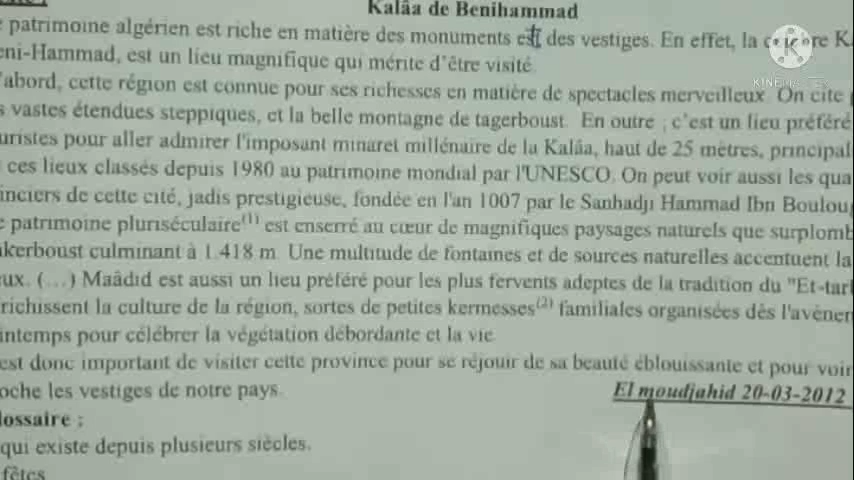 Kalâa de Benihammad
patrimoine algérien est riche en matière des monuments et des vestiges. En effet, la
eni-Hammad, est un lieu magnifique qui mérite d'être visité
'abord, cette région est connue pour ses richesses en matière de spectacles merveilleux. On cite
s vastes étendues steppiques, et la belle montagne de tagerboust. En outre ; c'est un lieu préféré
uristes pour aller admirer l'imposant minaret millénaire de la Kalâa, haut de 25 mètres, principal
ces lieux classés depuis 1980 au patrimoine mondial par l'UNESCO. On peut voir aussi les qua
inciers de cette cité, jadis prestigieuse, fondée en l'an 1007 par le Sanhadji Hammad Ibn Boulou
e patrimoine pluriséculaire(1) est enserré au cœur de magnifiques paysages naturels que surplomb
akerboust culminant à 1.418 m. Une multitude de fontaines et de sources naturelles accentuent la
eux. (…) Maâdid est aussi un lieu préféré pour les plus fervents adeptes de la tradition du "Et-tar
richissent la culture de la région, sortes de petites kermesses(2) familiales organisées dès l'avène
intemps pour célébrer la végétation débordante et la vie
est donc important de visiter cette province pour se réjouir de sa beauté éblouissante et pour voir
oche les vestiges de notre pays.
El moudjahid 20-03-2012
lossaire :
qui existe depuis plusieurs siècles.
fêtes